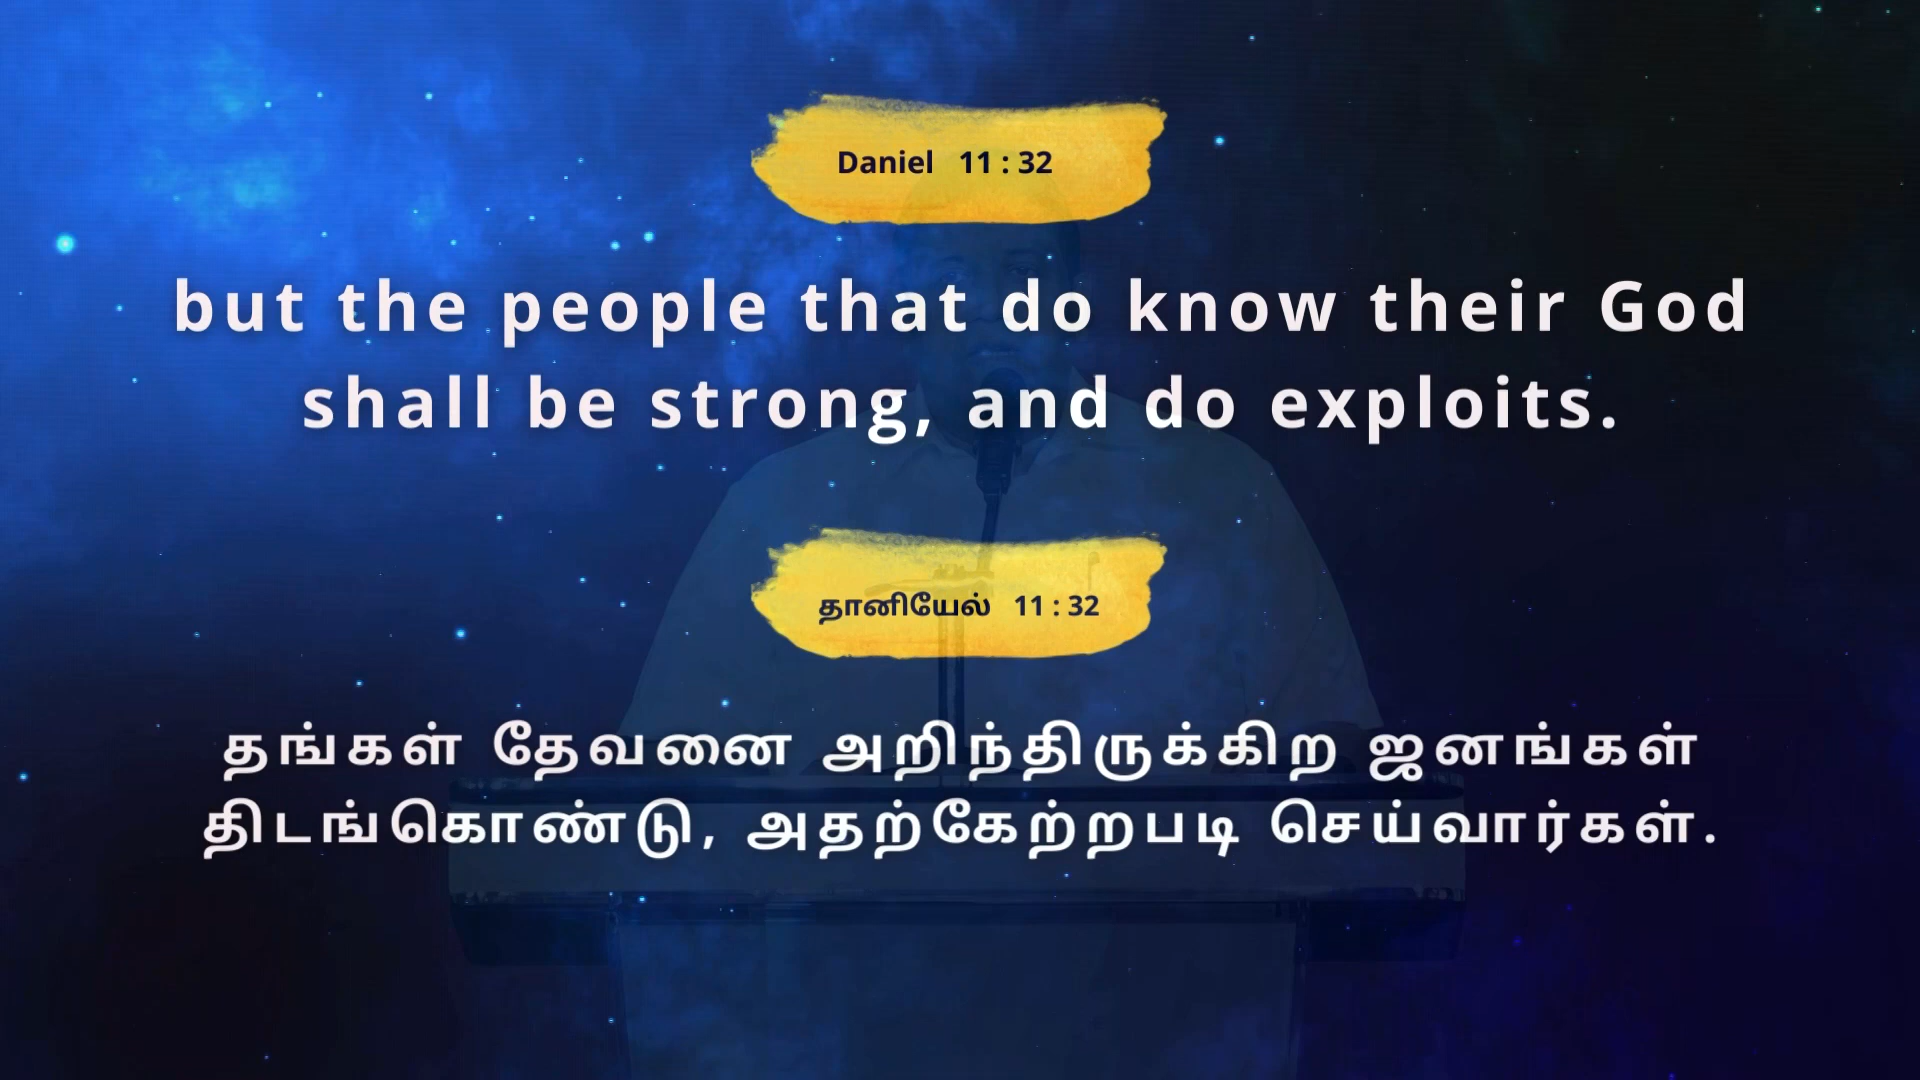 Daniel 11 : 32
but the people that do know their God
shall be strong, and do exploits.
தானியேல் 11 : 32
தங்கள் தேவனை அறிந்திருக்கிற ஜனங்கள்
திடங்கொண்டு, அதற்கேற்றபடி செய்வார்கள்.